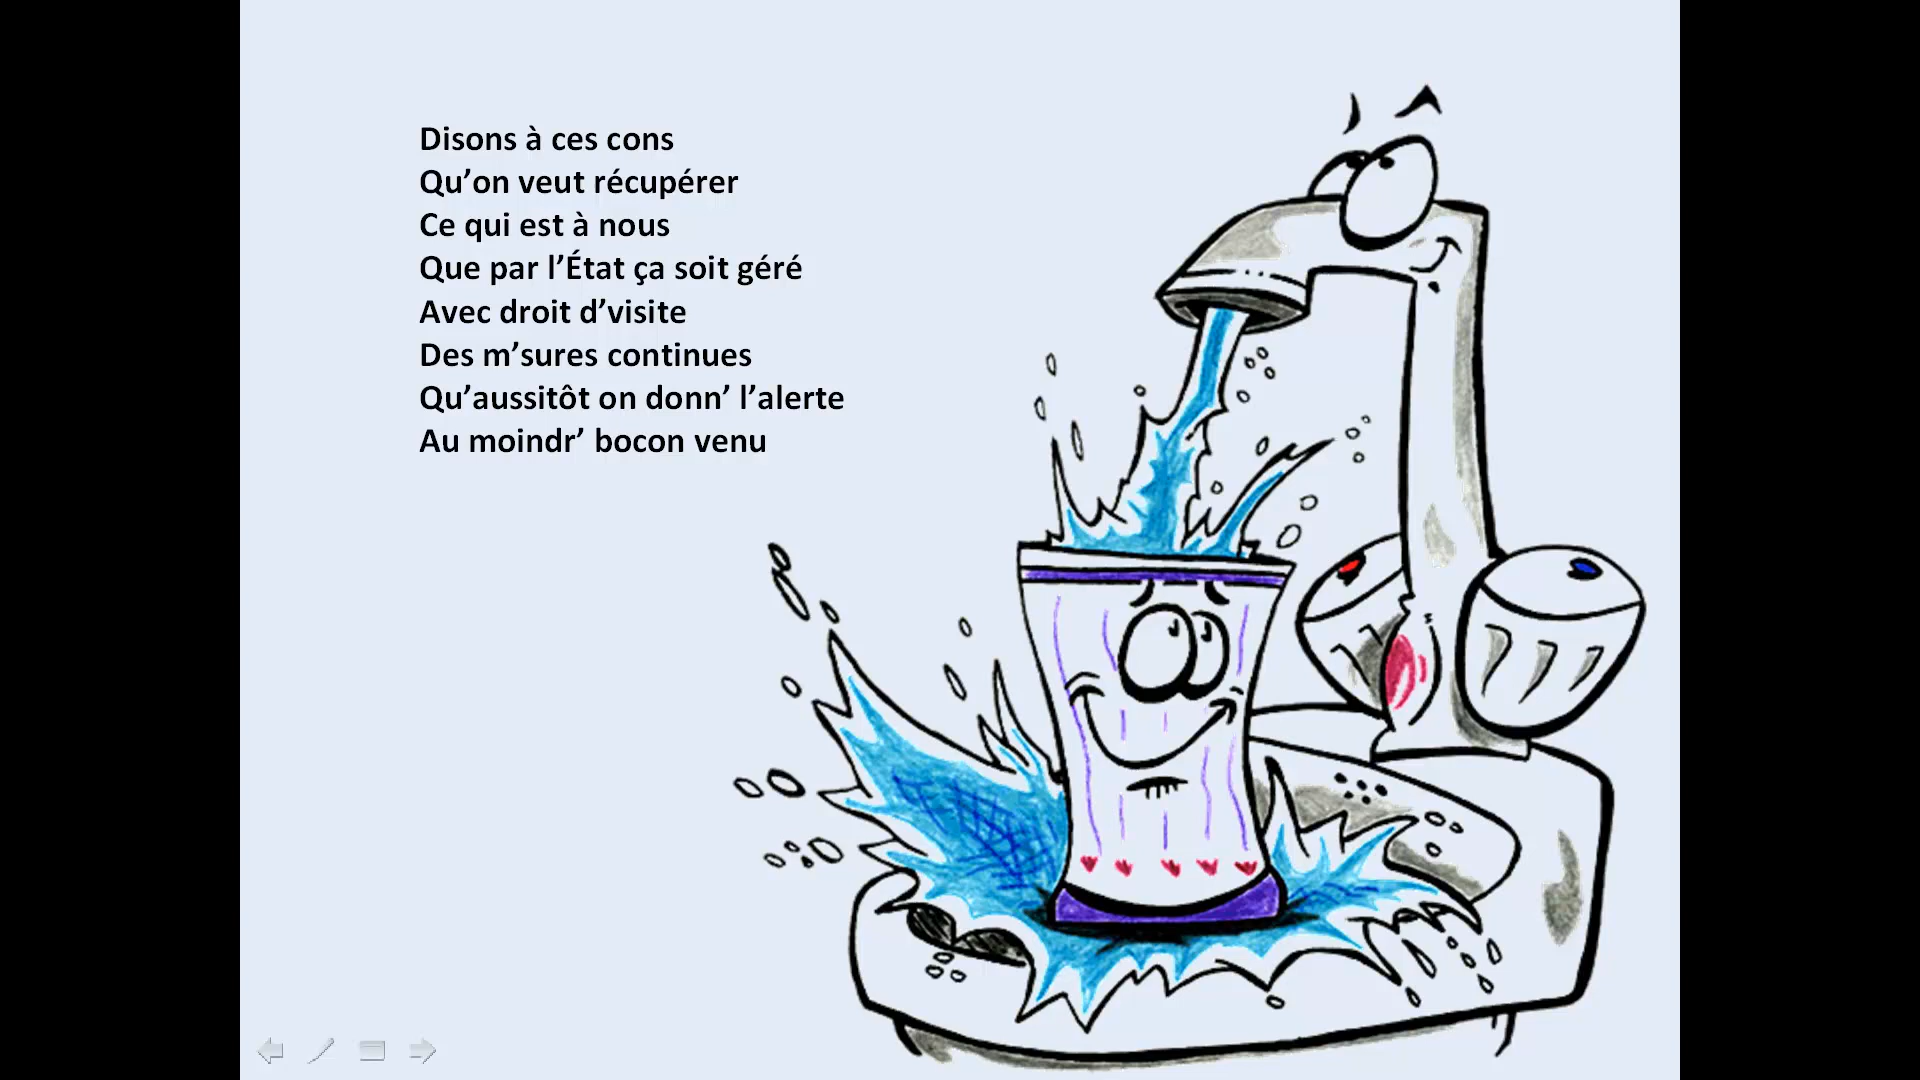 Disons à ces cons
Qu’on veut récupérer
Ce qui est à nous
Que par l’État ça soit géré
Avec droit d’visite
Des m’sures continues
Qu’aussitôt on donn’ l’alerte
Au moindr’ bocon venu